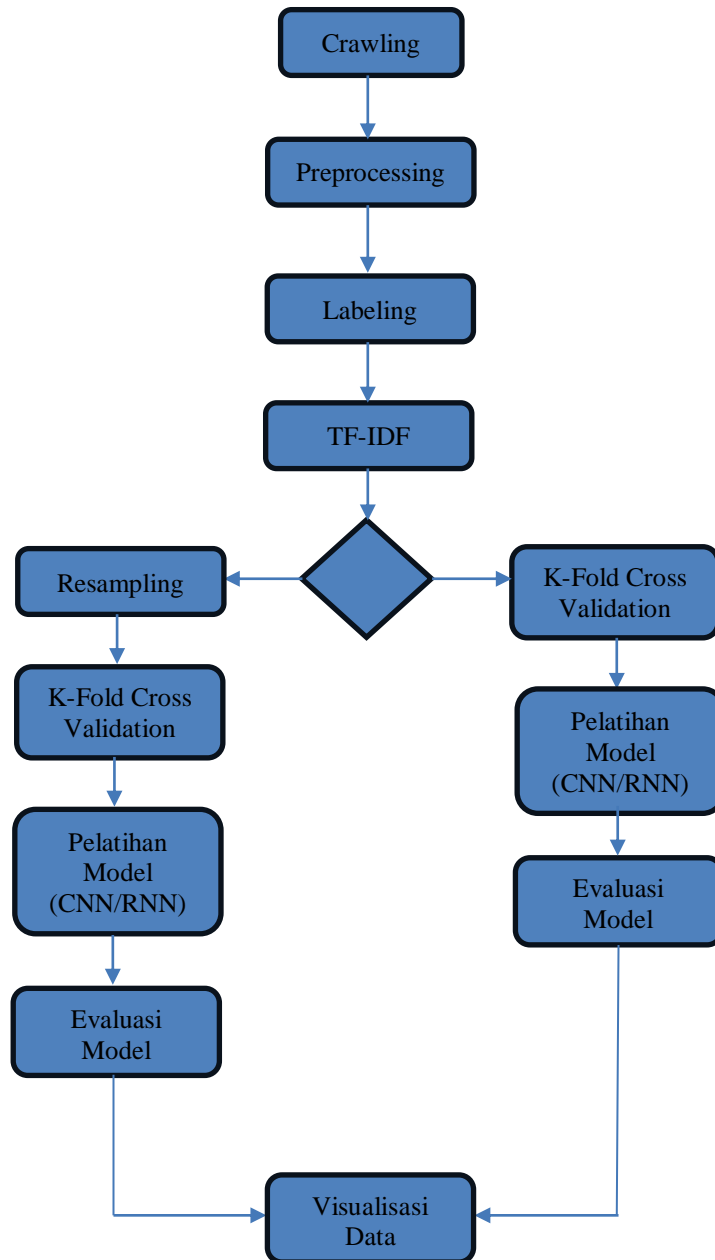 Crawling
Preprocessing
Labeling
TF-IDF
Resampling
K-Fold Cross
Validation
Pelatihan
Model
(CNN/RNN)
Evaluasi
Model
K-Fold Cross
Validation
Pelatihan
Model
(CNN/RNN)
Evaluasi
Model
Visualisasi
Data